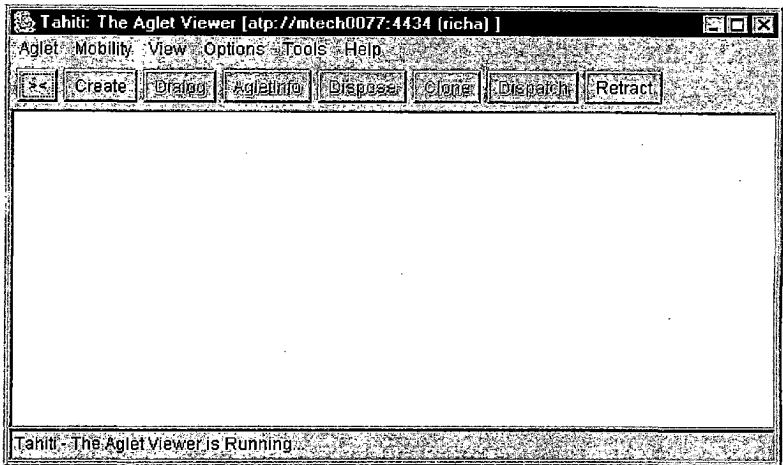 Tahiti: The Aglet Viewer [atp://mtech0077:4434 (richa) ]
Aglet Mobility View Options Tools Help
>< Create Dialog AgletInfo Dispose Clone Dispatch Retract
Tahiti - The Aglet Viewer is Running...